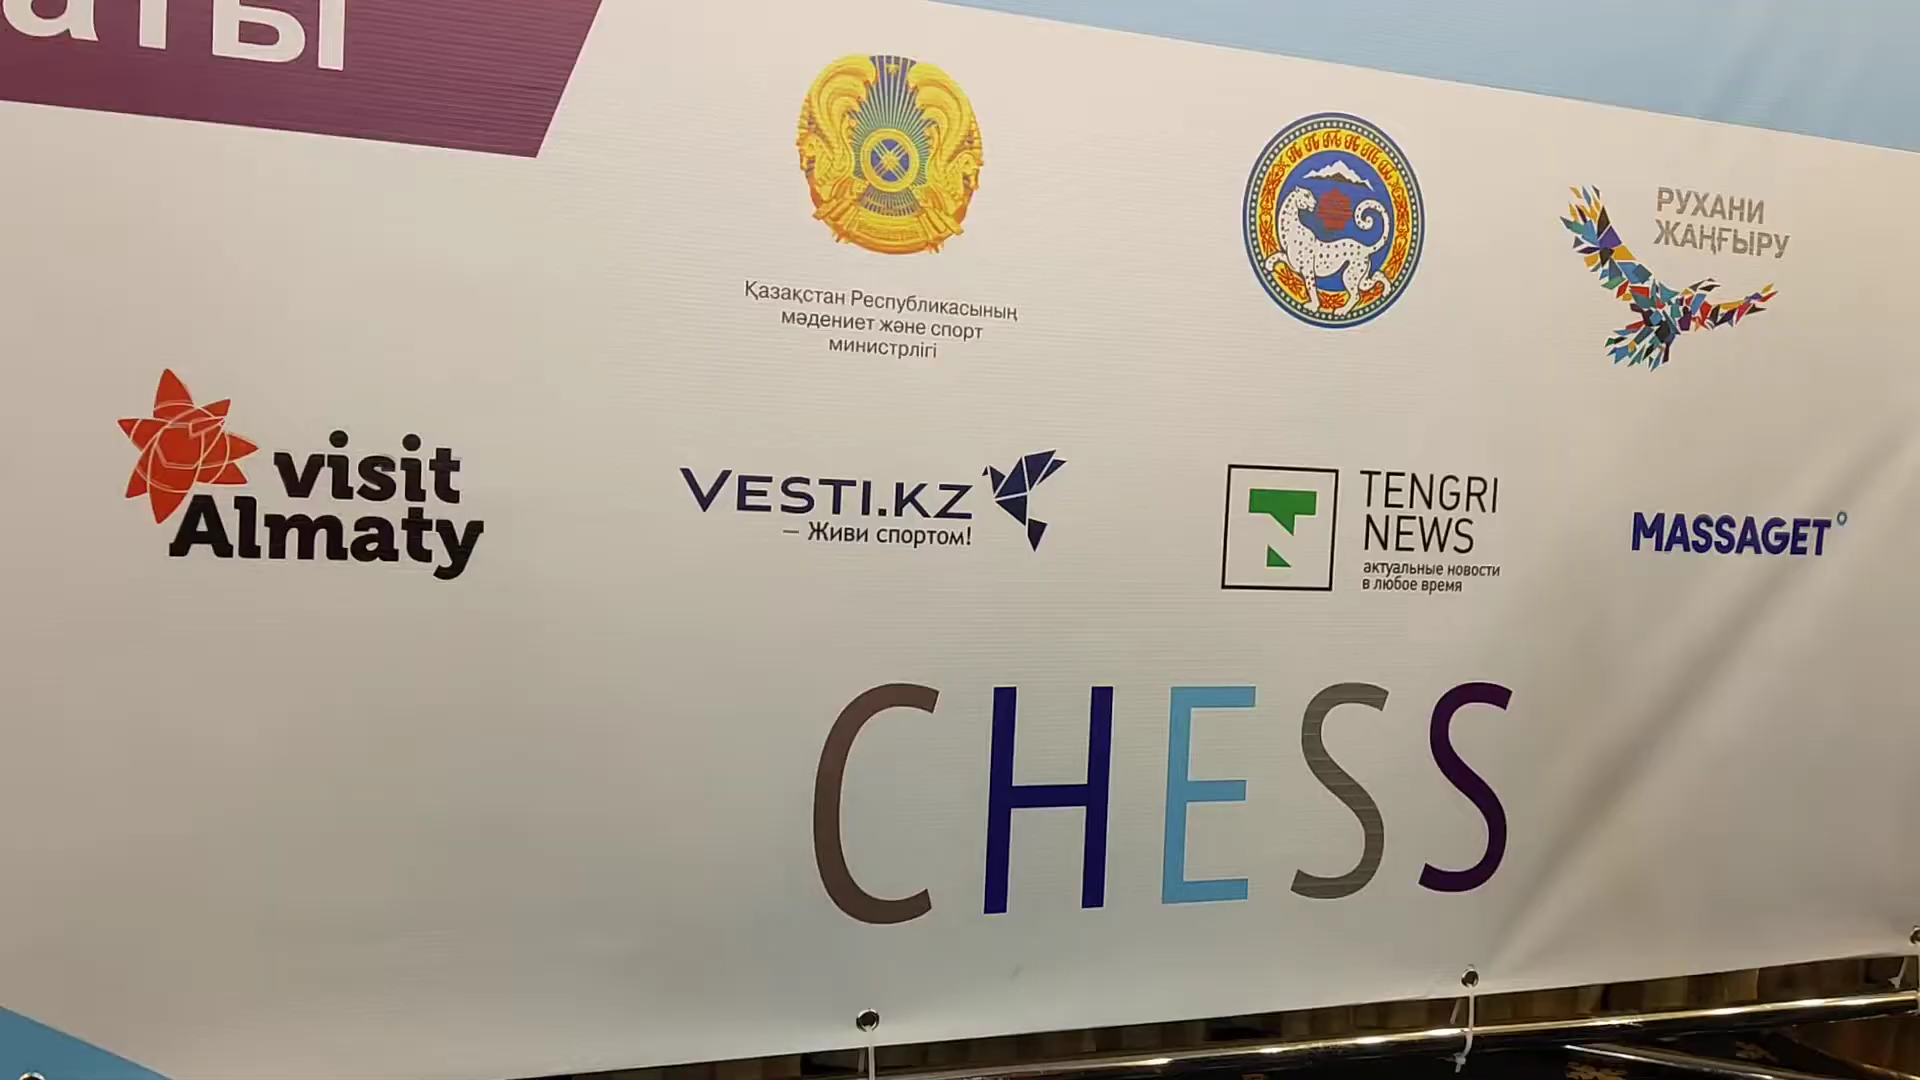 аты
Қазақстан Республикасының
мәдениет және спорт
министрлігі
РУХАНИ
ЖАҢҒЫРУ
visit
Almaty
VESTI.KZ
– Живи спортом!
TENGRI
NEWS
актуальные новости
в любое время
MASSAGET°
CHESS